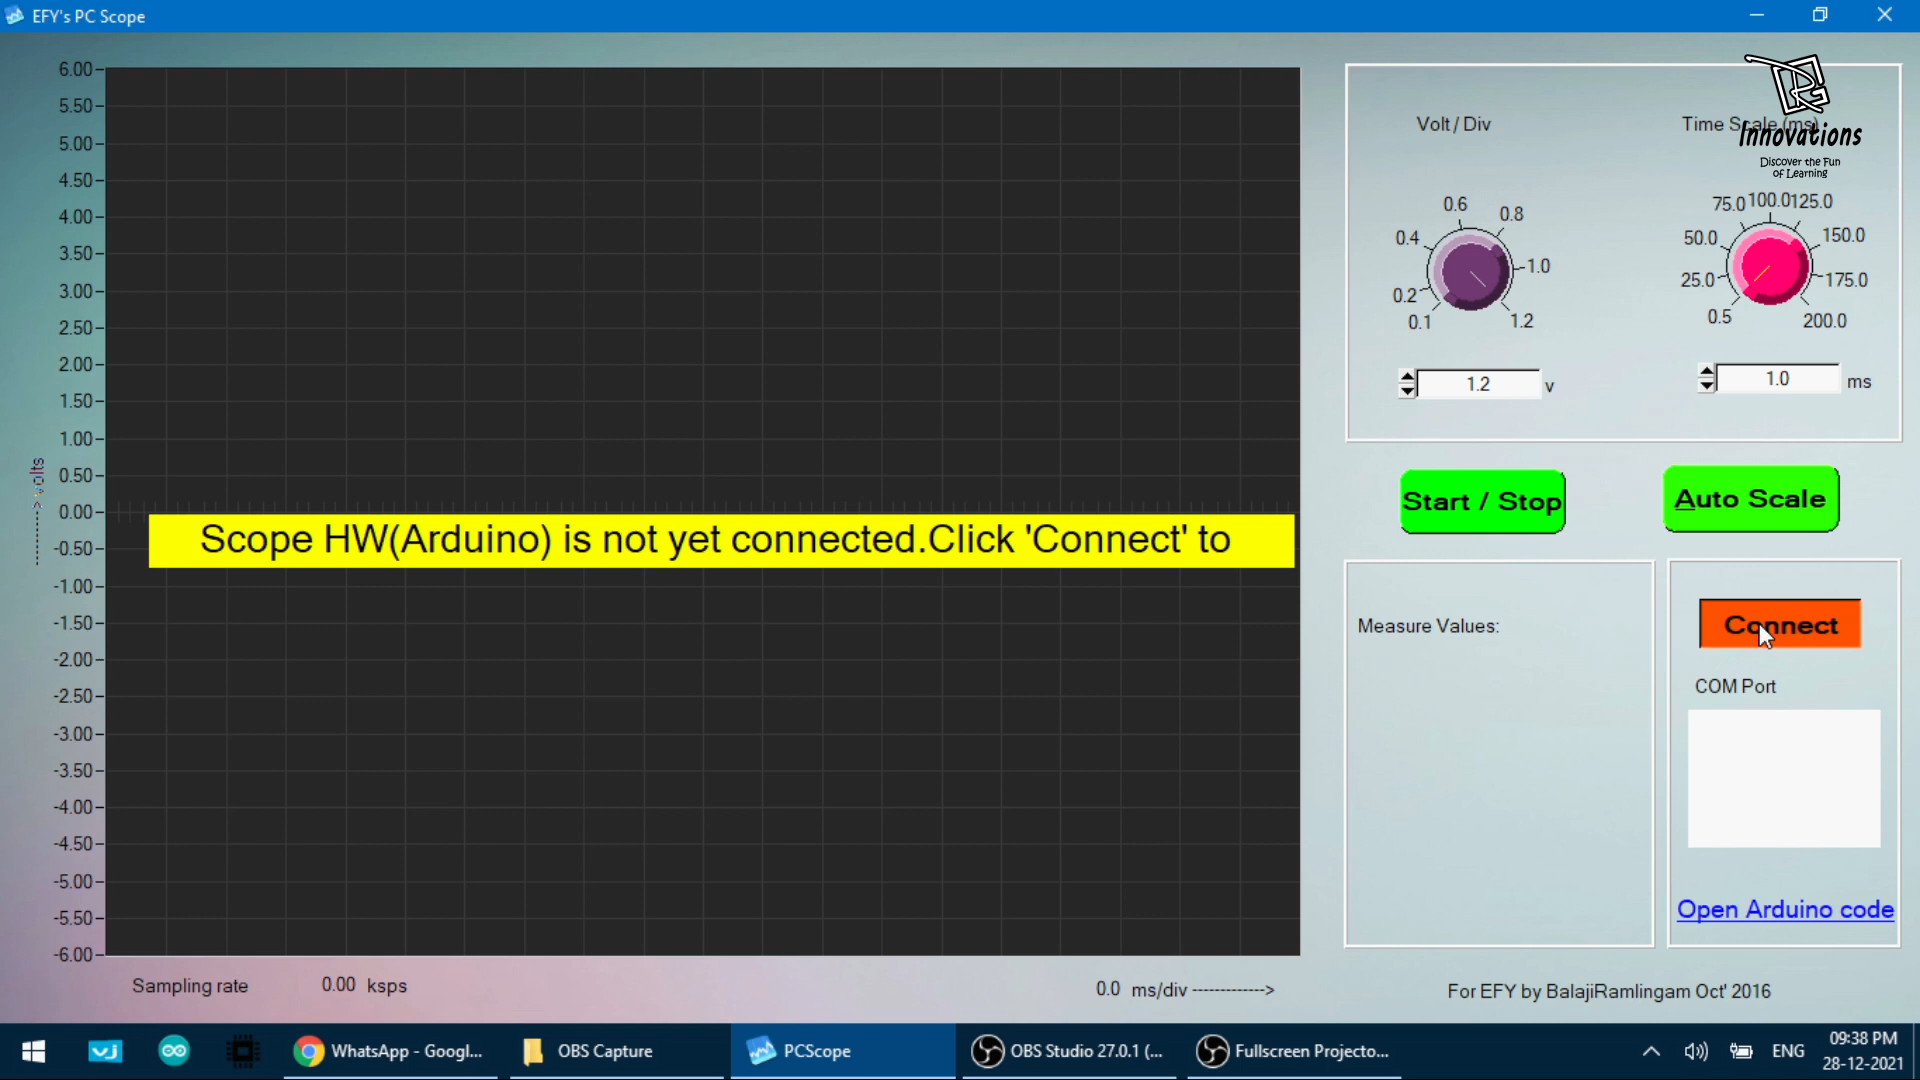 EFY's PC Scope
6.00
5.50
5.00
4.50
4.00
3.50
3.00
2.50
2.00
1.50
1.00
0.50
0.00
-0.50
-1.00
-1.50
-2.00
-2.50
-3.00
-3.50
-4.00
-4.50
-5.00
-5.50
-6.00
-----------> volts
Scope HW(Arduino) is not yet connected.Click 'Connect' to
Sampling rate 0.00 ksps
0.0 ms/div ------------->
Volt / Div
0.1
0.2
0.4
0.6
0.8
1.0
1.2
1.2 v
Time Scale (ms)
0.5
25.0
50.0
75.0
100.0
125.0
150.0
175.0
200.0
1.0 ms
Innovations
Discover the Fun
of Learning
Start / Stop
Auto Scale
Measure Values:
Connect
COM Port
Open Arduino code
For EFY by BalajiRamlingam Oct' 2016
WhatsApp - Googl...
OBS Capture
PCScope
OBS Studio 27.0.1 (...
Fullscreen Projecto...
ENG
09:38 PM
28-12-2021